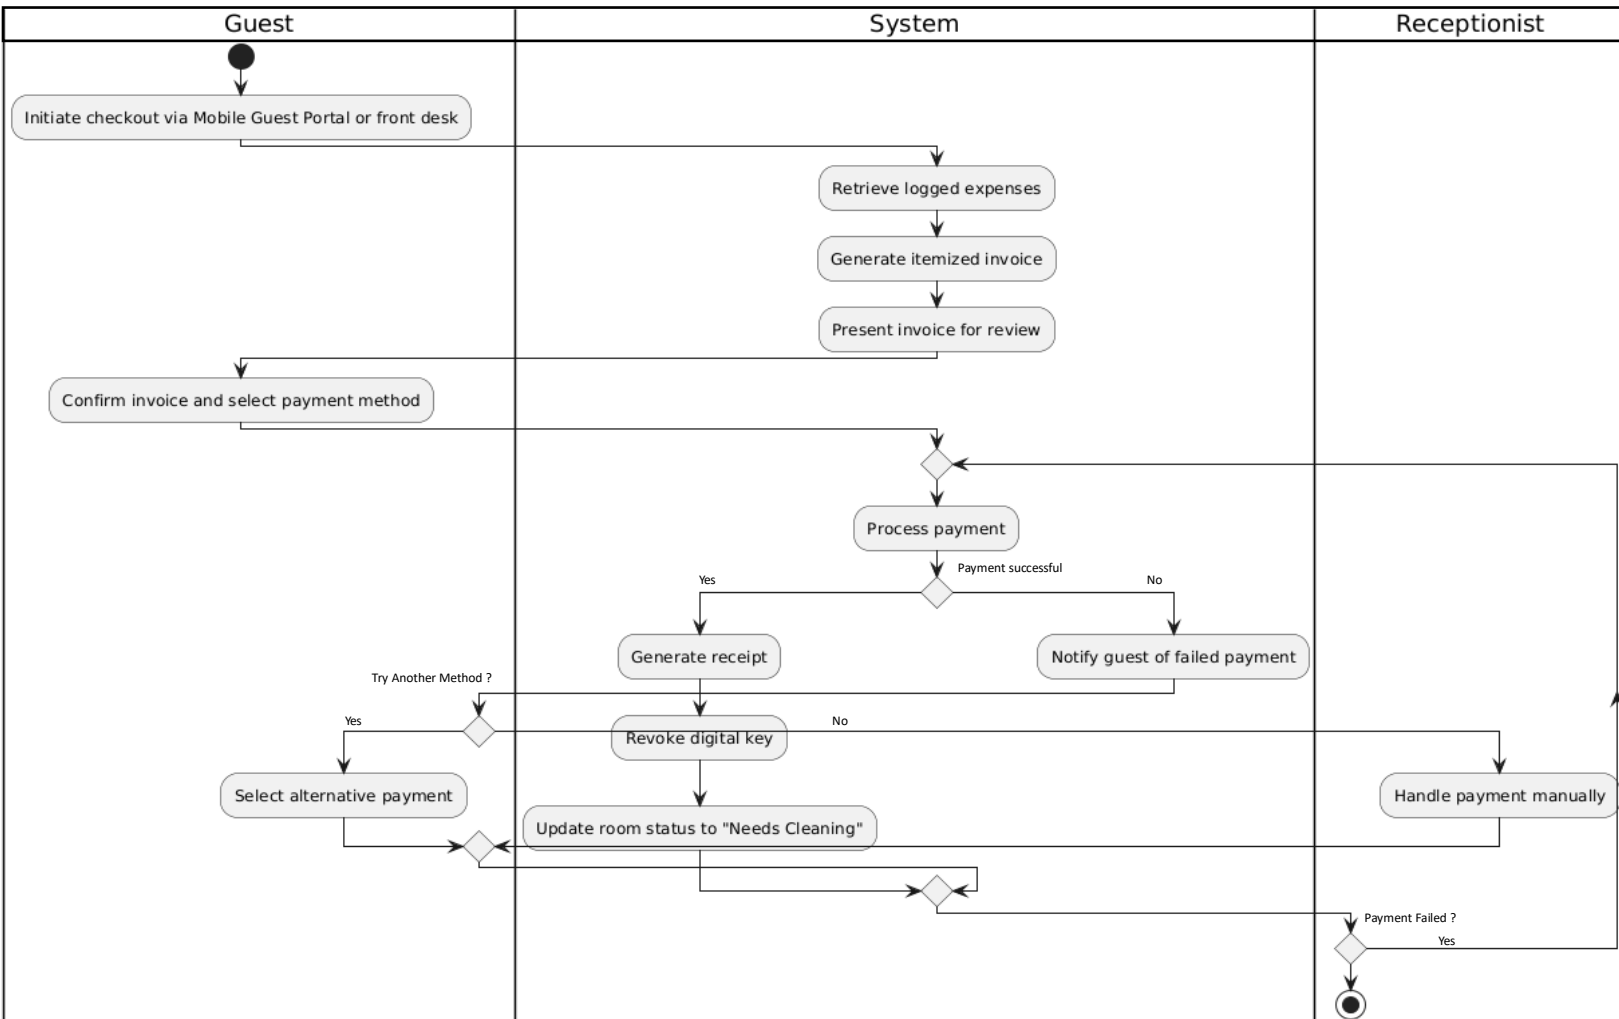 Guest
System
Receptionist
Initiate checkout via Mobile Guest Portal or front desk
Retrieve logged expenses
Generate itemized invoice
Present invoice for review
Confirm invoice and select payment method
Process payment
Payment successful
Yes
No
Generate receipt
Notify guest of failed payment
Try Another Method ?
Yes
No
Revoke digital key
Select alternative payment
Handle payment manually
Update room status to "Needs Cleaning"
Payment Failed ?
Yes